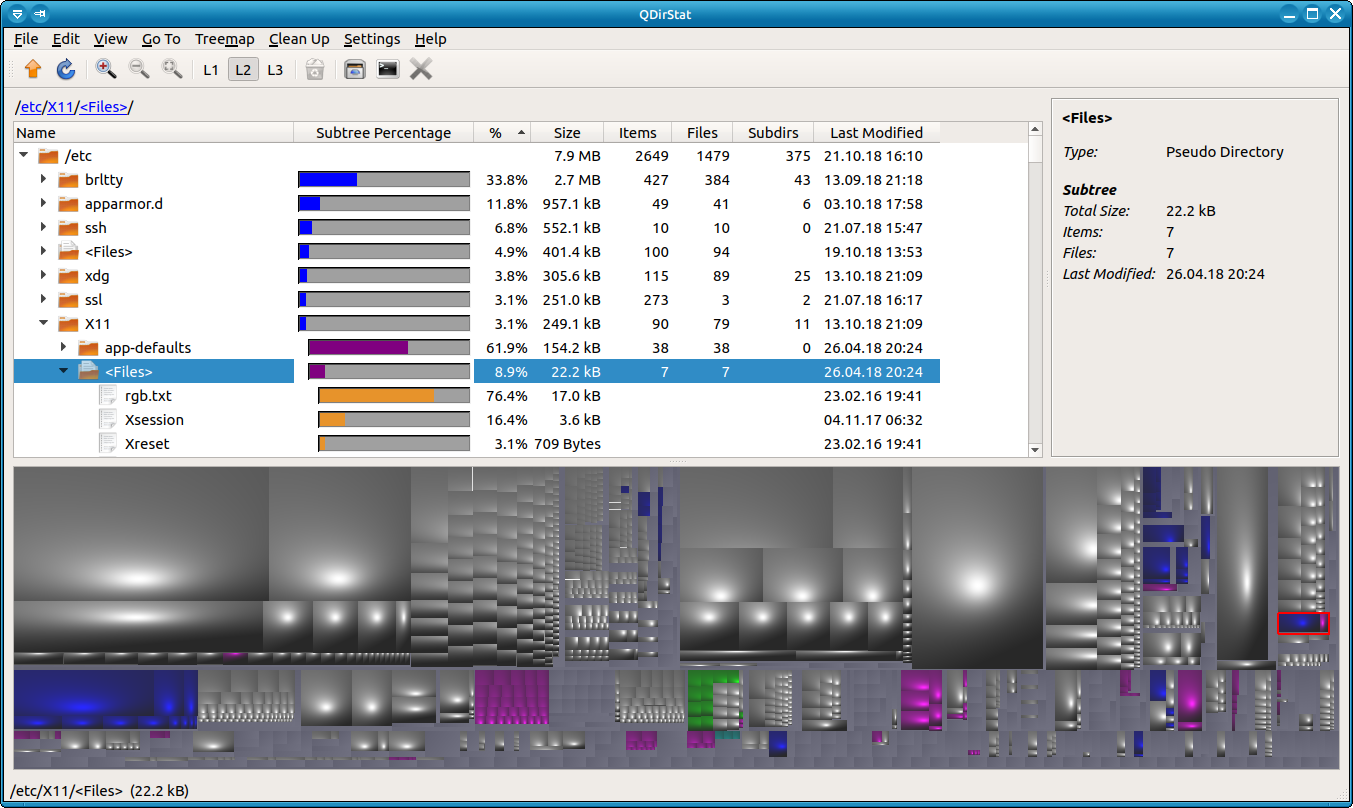 QDirStat
File Edit View Go To Treemap Clean Up Settings Help
L1 L2 L3
/etc/X11/<Files>/
Name Subtree Percentage % Size Items Files Subdirs Last Modified
/etc 7.9 MB 2649 1479 375 21.10.18 16:10
brltty 33.8% 2.7 MB 427 384 43 13.09.18 21:18
apparmor.d 11.8% 957.1 kB 49 41 6 03.10.18 17:58
ssh 6.8% 552.1 kB 10 10 0 21.07.18 15:47
<Files> 4.9% 401.4 kB 100 94 19.10.18 13:53
xdg 3.8% 305.6 kB 115 89 25 13.10.18 21:09
ssl 3.1% 251.0 kB 273 3 2 21.07.18 16:17
X11 3.1% 249.1 kB 90 79 11 13.10.18 21:09
app-defaults 61.9% 154.2 kB 38 38 0 26.04.18 20:24
<Files> 8.9% 22.2 kB 7 7 26.04.18 20:24
rgb.txt 76.4% 17.0 kB 23.02.16 19:41
Xsession 16.4% 3.6 kB 04.11.17 06:32
Xreset 3.1% 709 Bytes 23.02.16 19:41
<Files>
Type: Pseudo Directory
Subtree
Total Size: 22.2 kB
Items: 7
Files: 7
Last Modified: 26.04.18 20:24
/etc/X11/<Files> (22.2 kB)